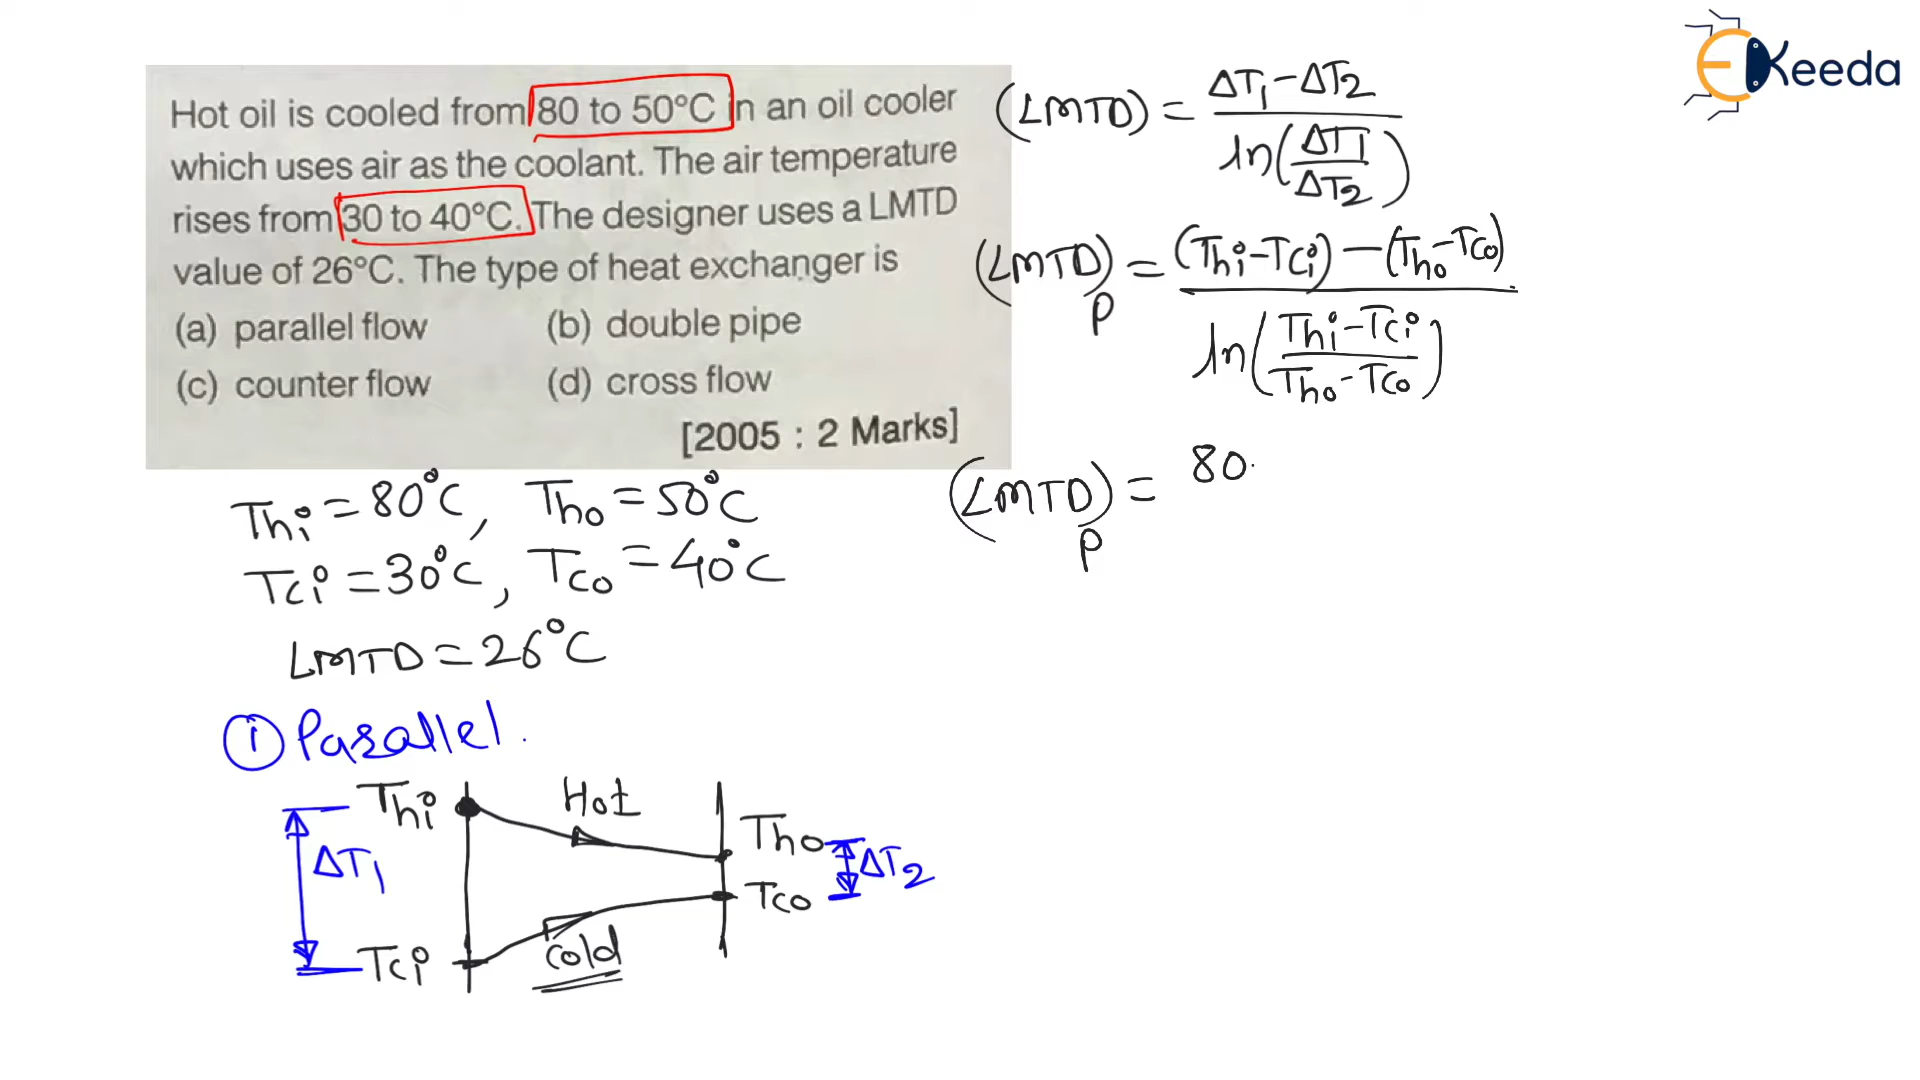 EKeeda
Hot oil is cooled from 80 to 50°C in an oil cooler
which uses air as the coolant. The air temperature
rises from 30 to 40°C. The designer uses a LMTD
value of 26°C. The type of heat exchanger is
(a) parallel flow (b) double pipe
(c) counter flow (d) cross flow
[2005 : 2 Marks]
Thi = 80°C, Tho = 50°C
Tci = 30°C, Tco = 40°C
LMTD = 26°C
① Parallel.
Thi Hot Tho
ΔT1 ΔT2
Tco
Tci Cold
(LMTD) = ΔT1 - ΔT2
ln(ΔT1
ΔT2)
(LMTD)P = (Thi - Tci) - (Tho - Tco)
ln(Thi - Tci
Tho - Tco)
(LMTD)P = 80